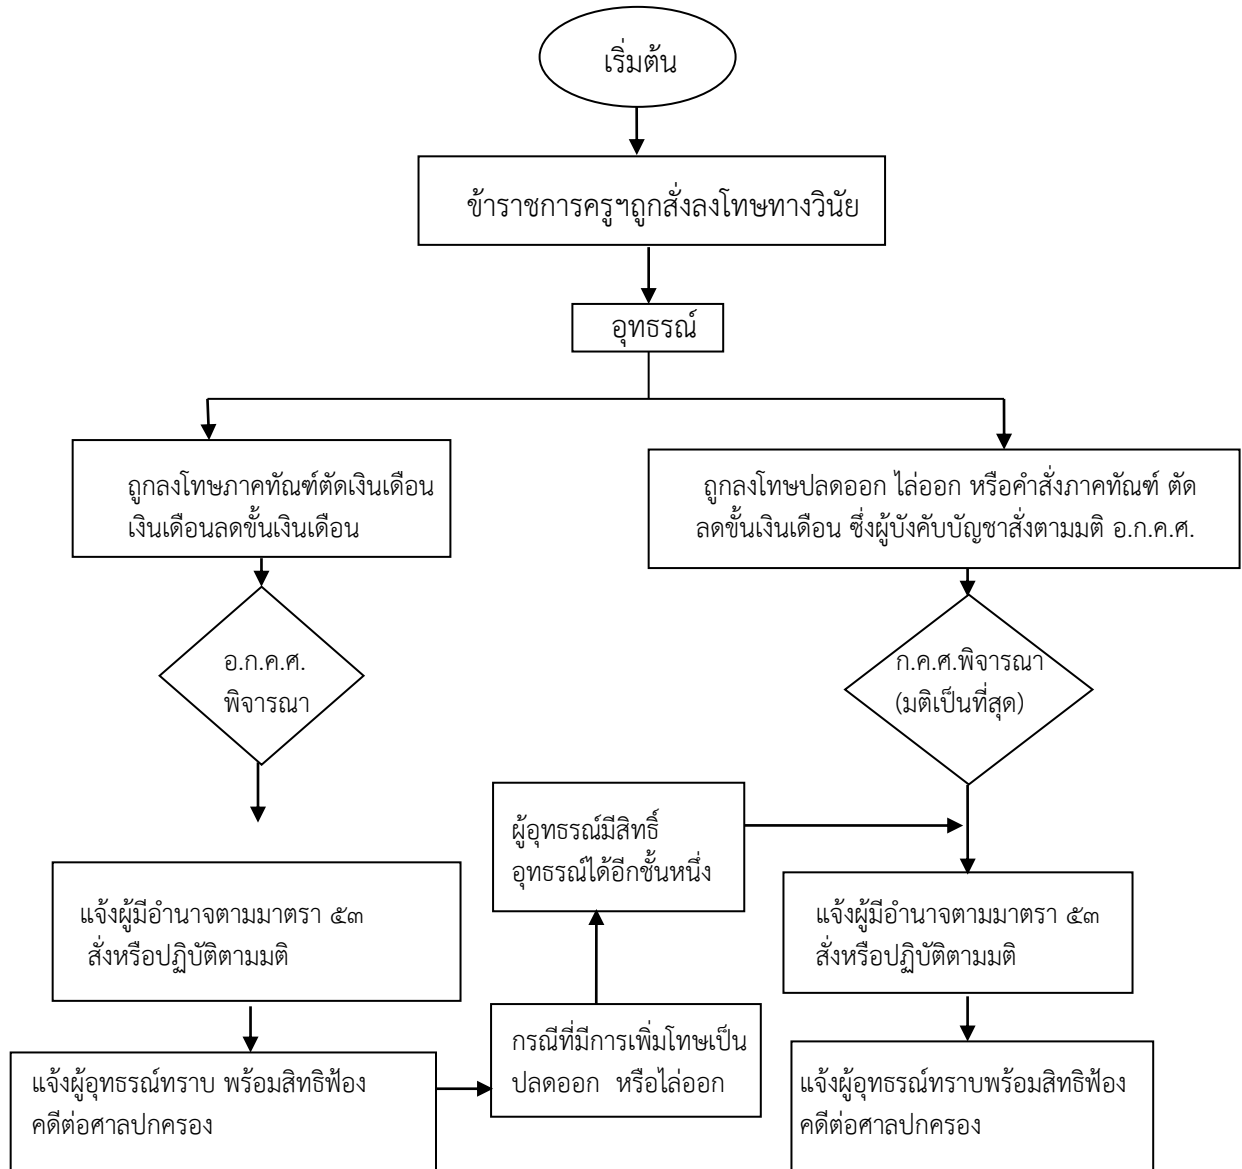 เริ่มต้น
ข้าราชการครูฯถูกสั่งลงโทษทางวินัย
อุทธรณ์
ถูกลงโทษภาคทัณฑ์ตัดเงินเดือน
เงินเดือนลดขั้นเงินเดือน
ถูกลงโทษปลดออก ไล่ออก หรือคำสั่งภาคทัณฑ์ ตัด
ลดขั้นเงินเดือน ซึ่งผู้บังคับบัญชาสั่งตามมติ อ.ก.ค.ศ.
อ.ก.ค.ศ.
พิจารณา
ก.ค.ศ.พิจารณา
(มติเป็นที่สุด)
ผู้อุทธรณ์มีสิทธิ์
อุทธรณ์ได้อีกชั้นหนึ่ง
แจ้งผู้มีอำนาจตามมาตรา ๕๓
สั่งหรือปฏิบัติตามมติ
แจ้งผู้มีอำนาจตามมาตรา ๕๓
สั่งหรือปฏิบัติตามมติ
กรณีที่มีการเพิ่มโทษเป็น
ปลดออก หรือไล่ออก
แจ้งผู้อุทธรณ์ทราบ พร้อมสิทธิฟ้อง
คดีต่อศาลปกครอง
แจ้งผู้อุทธรณ์ทราบพร้อมสิทธิฟ้อง
คดีต่อศาลปกครอง